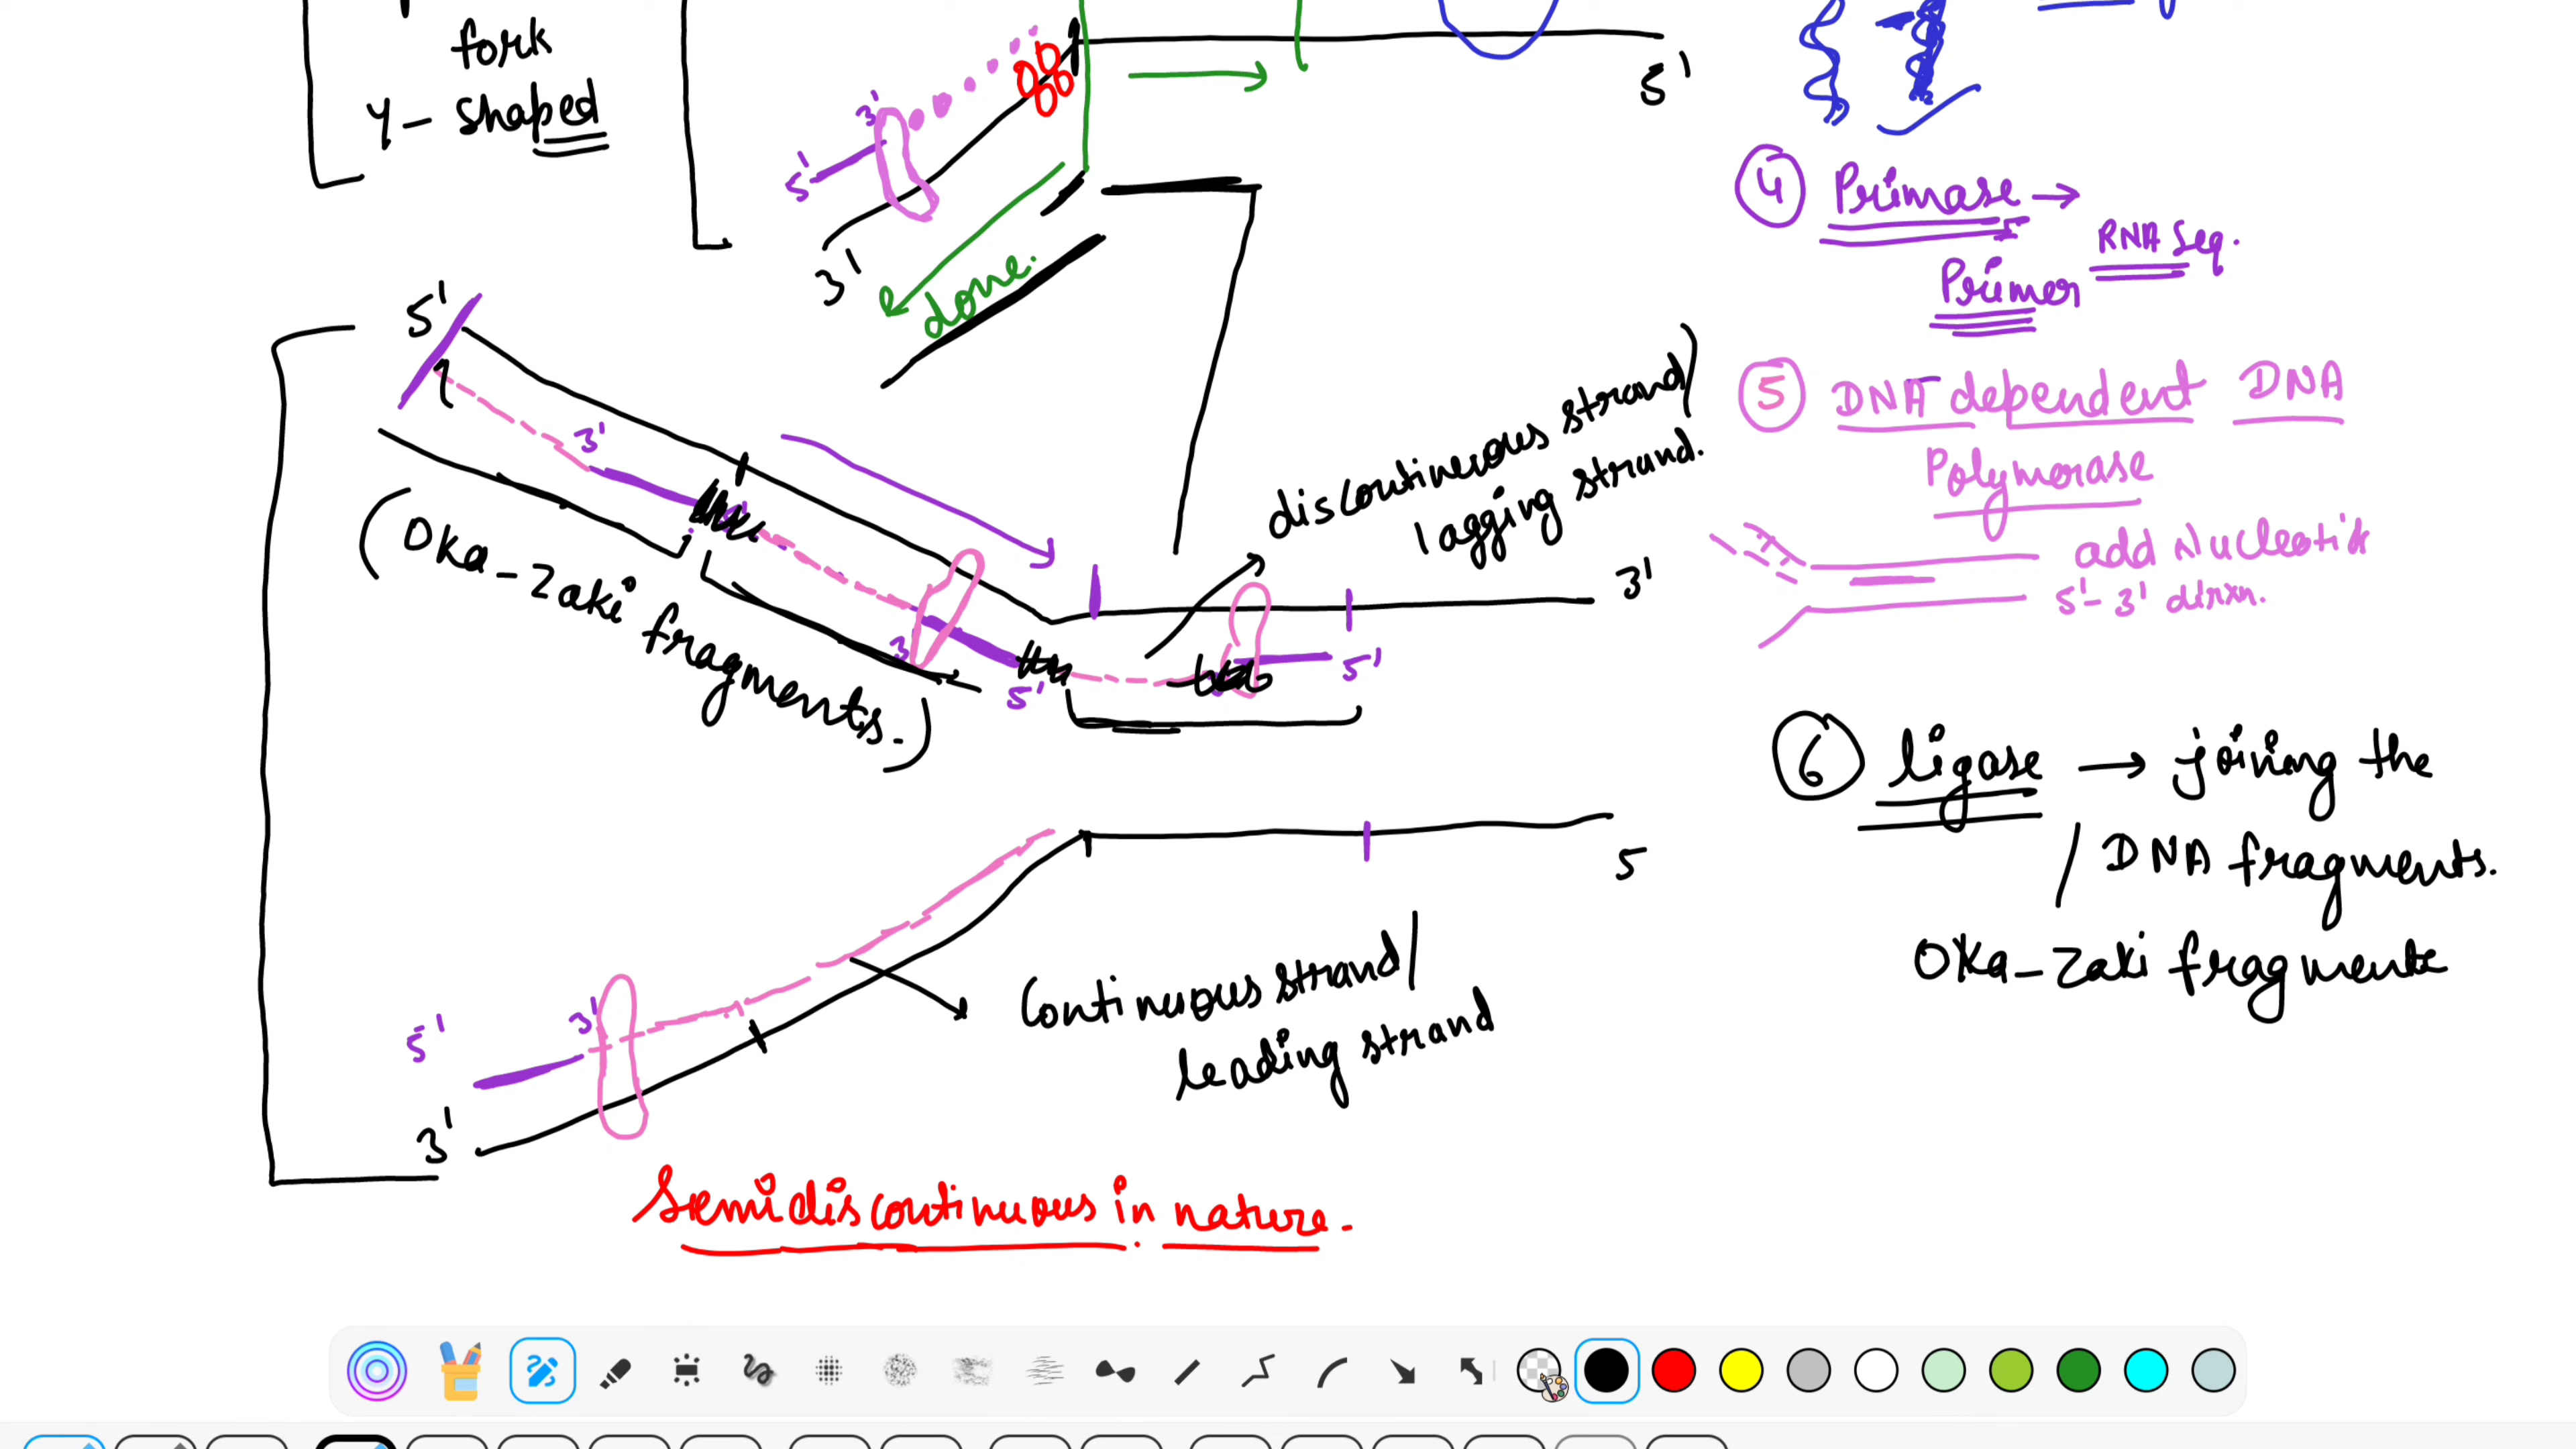 fork
Y- shaped
5'
3'
5'
3'
done.
④ Primase →
RNA Seq.
Primer
⑤ DNA dependent DNA
Polymerase
add Nucleotid
5'-3' dirxn.
5'
3'
(Oka-Zaki fragments.)
discontinuous strand/
lagging strand.
3'
3
5'
5'
⑥ ligase → joining the
/ DNA fragments.
Oka-Zaki fragments
5
Continuous strand/
leading strand
5'
3'
3'
Semidiscontinuous in nature.